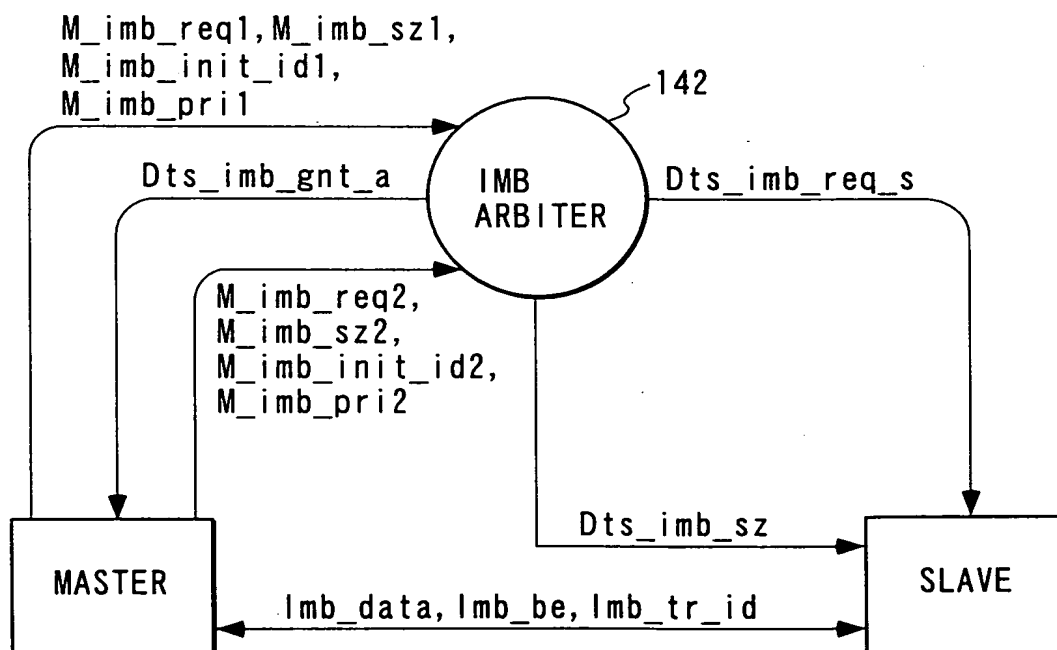 M_imb_req1, M_imb_sz1,
M_imb_init_id1,
M_imb_pri1
142
Dts_imb_gnt_a
IMB
ARBITER
Dts_imb_req_s
M_imb_req2,
M_imb_sz2,
M_imb_init_id2,
M_imb_pri2
Dts_imb_sz
MASTER
SLAVE
Imb_data, Imb_be, Imb_tr_id